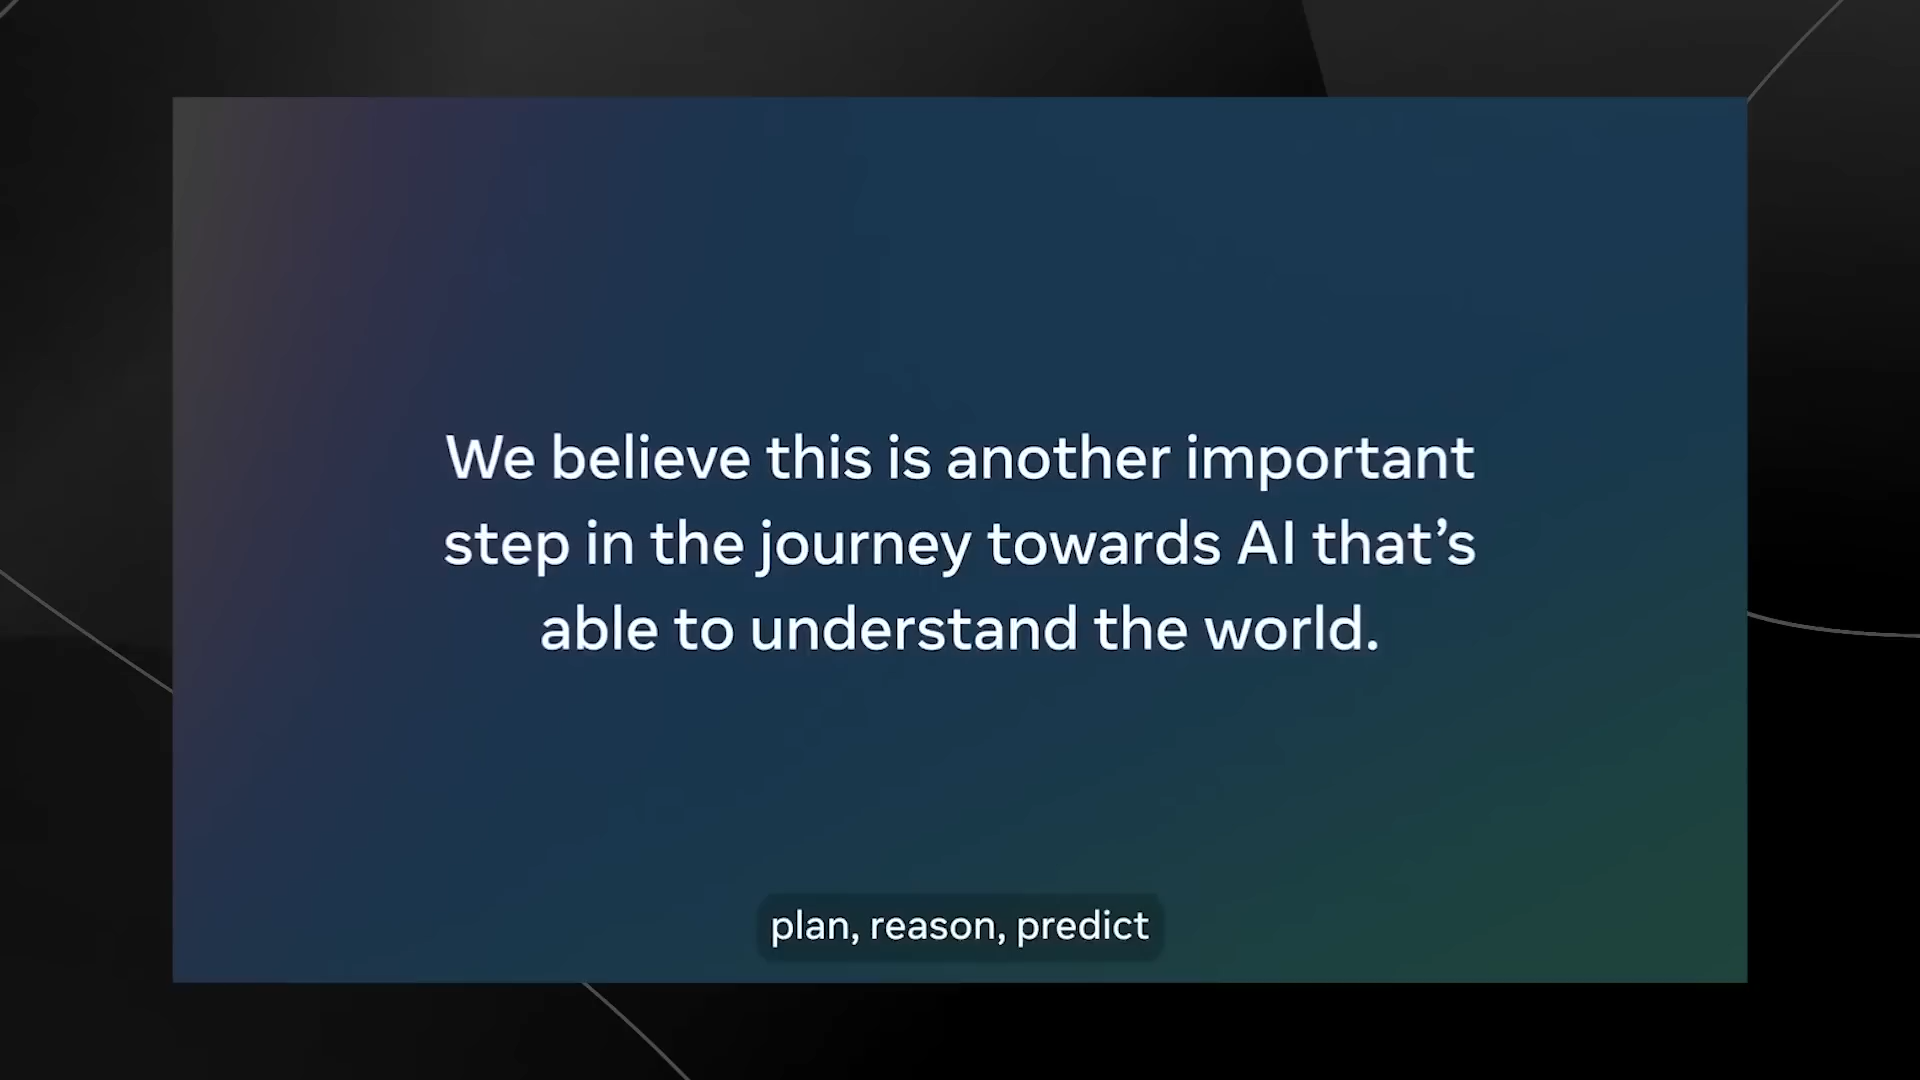 We believe this is another important
step in the journey towards AI that’s
able to understand the world.
plan, reason, predict